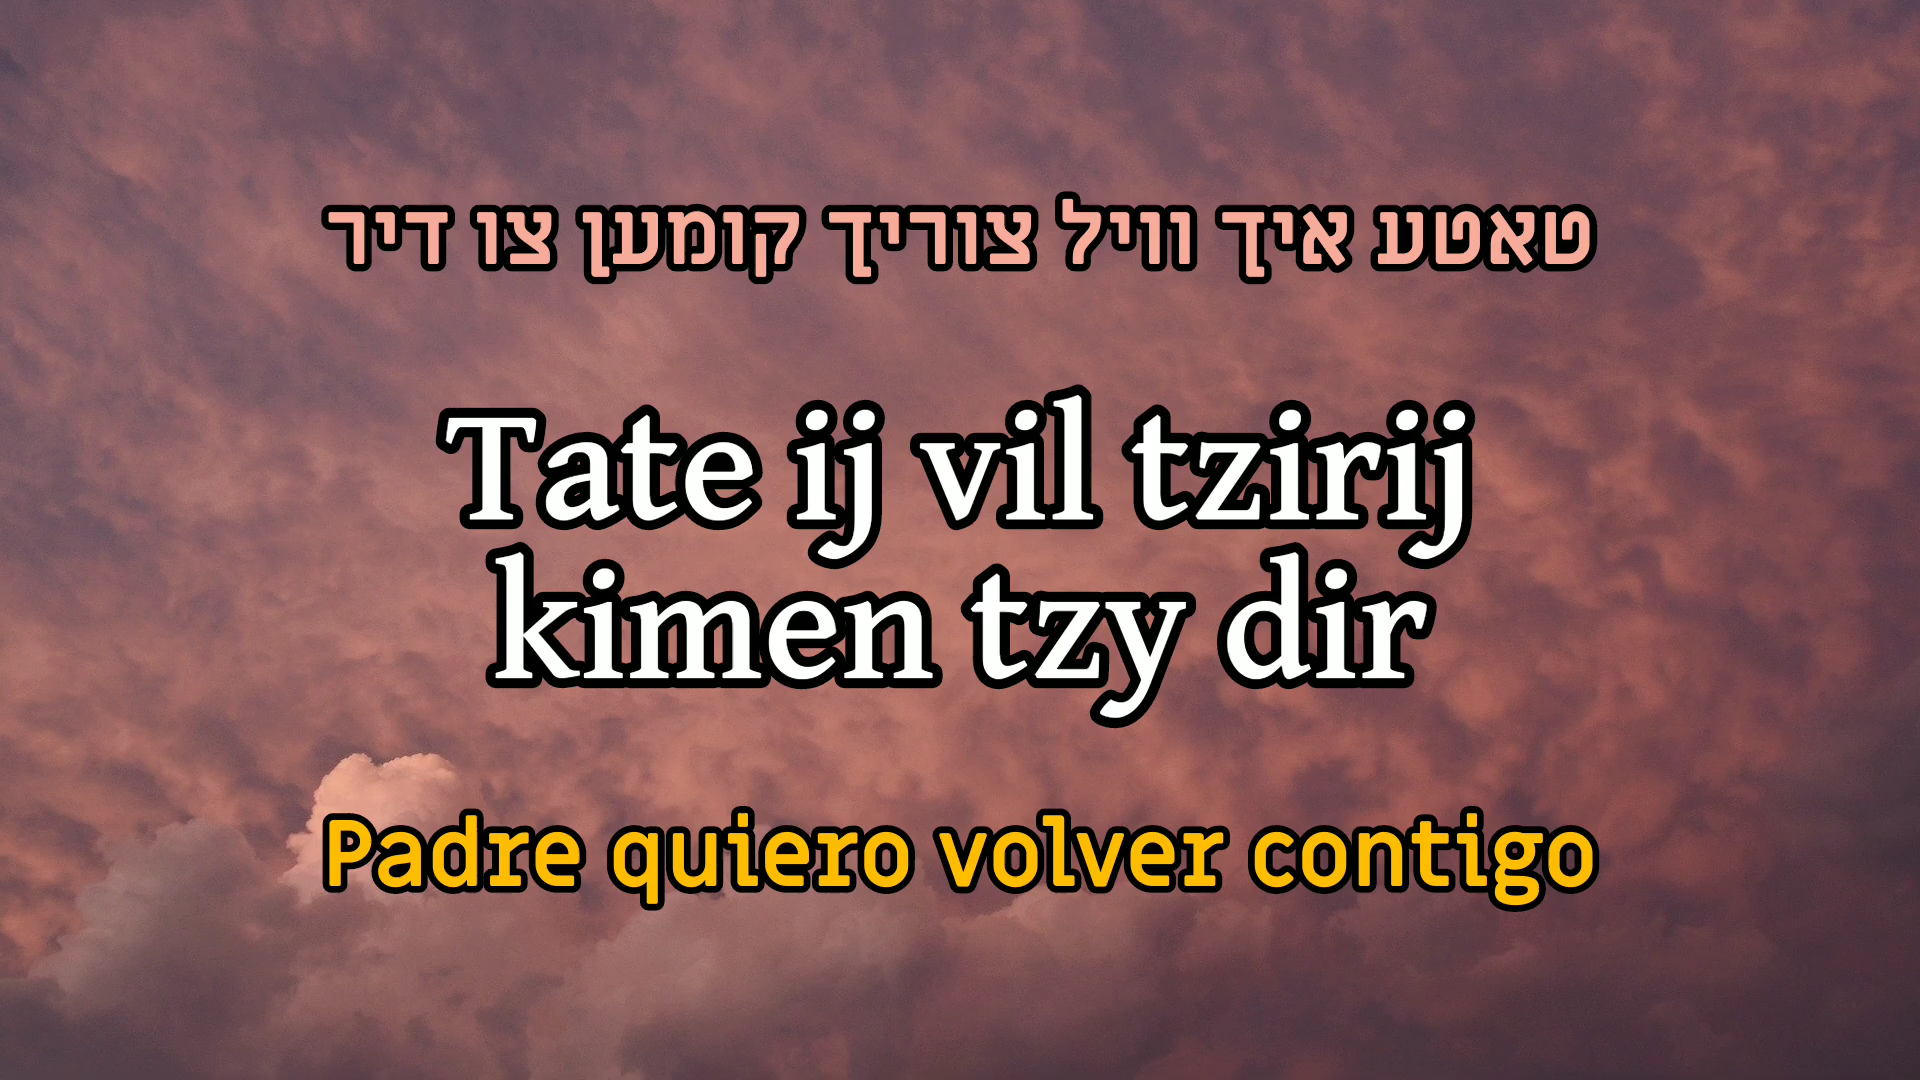 טאטע איך וויל צוריך קומען צו דיר
Tate ij vil tzirij
kimen tzy dir
Padre quiero volver contigo